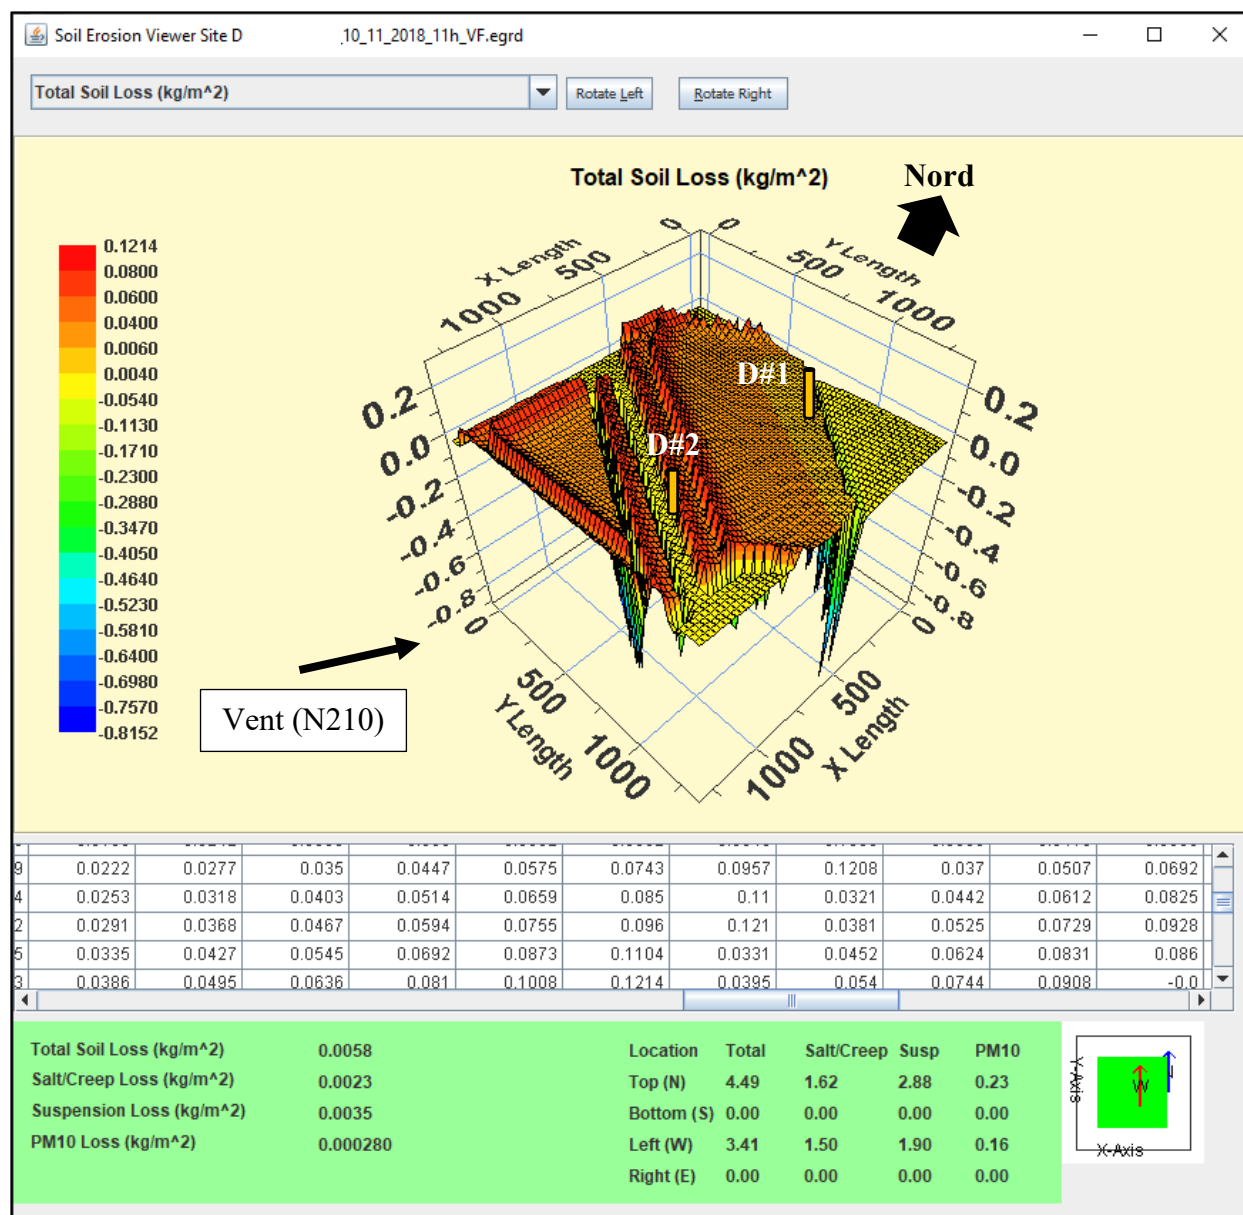 Soil Erosion Viewer Site D 10_11_2018_11h_VF.egrd
Total Soil Loss (kg/m^2) Rotate Left Rotate Right
Total Soil Loss (kg/m^2)
Nord
0.1214
0.0800
0.0600
0.0400
0.0060
0.0040
-0.0540
-0.1130
-0.1710
-0.2300
-0.2880
-0.3470
-0.4050
-0.4640
-0.5230
-0.5810
-0.6400
-0.6980
-0.7570
-0.8152
X Length
0
500
1000
Y Length
0
500
1000
0.2
0.0
-0.2
-0.4
-0.6
-0.8
0.2
0.0
-0.2
-0.4
-0.6
-0.8
D#1
D#2
0
500
1000
Y Length
0
500
1000
X Length
Vent (N210)
9 0.0222 0.0277 0.035 0.0447 0.0575 0.0743 0.0957 0.1208 0.037 0.0507 0.0692
4 0.0253 0.0318 0.0403 0.0514 0.0659 0.085 0.11 0.0321 0.0442 0.0612 0.0825
2 0.0291 0.0368 0.0467 0.0594 0.0755 0.096 0.121 0.0381 0.0525 0.0729 0.0928
5 0.0335 0.0427 0.0545 0.0692 0.0873 0.1104 0.0331 0.0452 0.0624 0.0831 0.086
3 0.0386 0.0495 0.0636 0.081 0.1008 0.1214 0.0395 0.054 0.0744 0.0908 -0.0
Total Soil Loss (kg/m^2) 0.0058
Salt/Creep Loss (kg/m^2) 0.0023
Suspension Loss (kg/m^2) 0.0035
PM10 Loss (kg/m^2) 0.000280
Location Total Salt/Creep Susp PM10
Top (N) 4.49 1.62 2.88 0.23
Bottom (S) 0.00 0.00 0.00 0.00
Left (W) 3.41 1.50 1.90 0.16
Right (E) 0.00 0.00 0.00 0.00
Y-Axis
W
X-Axis